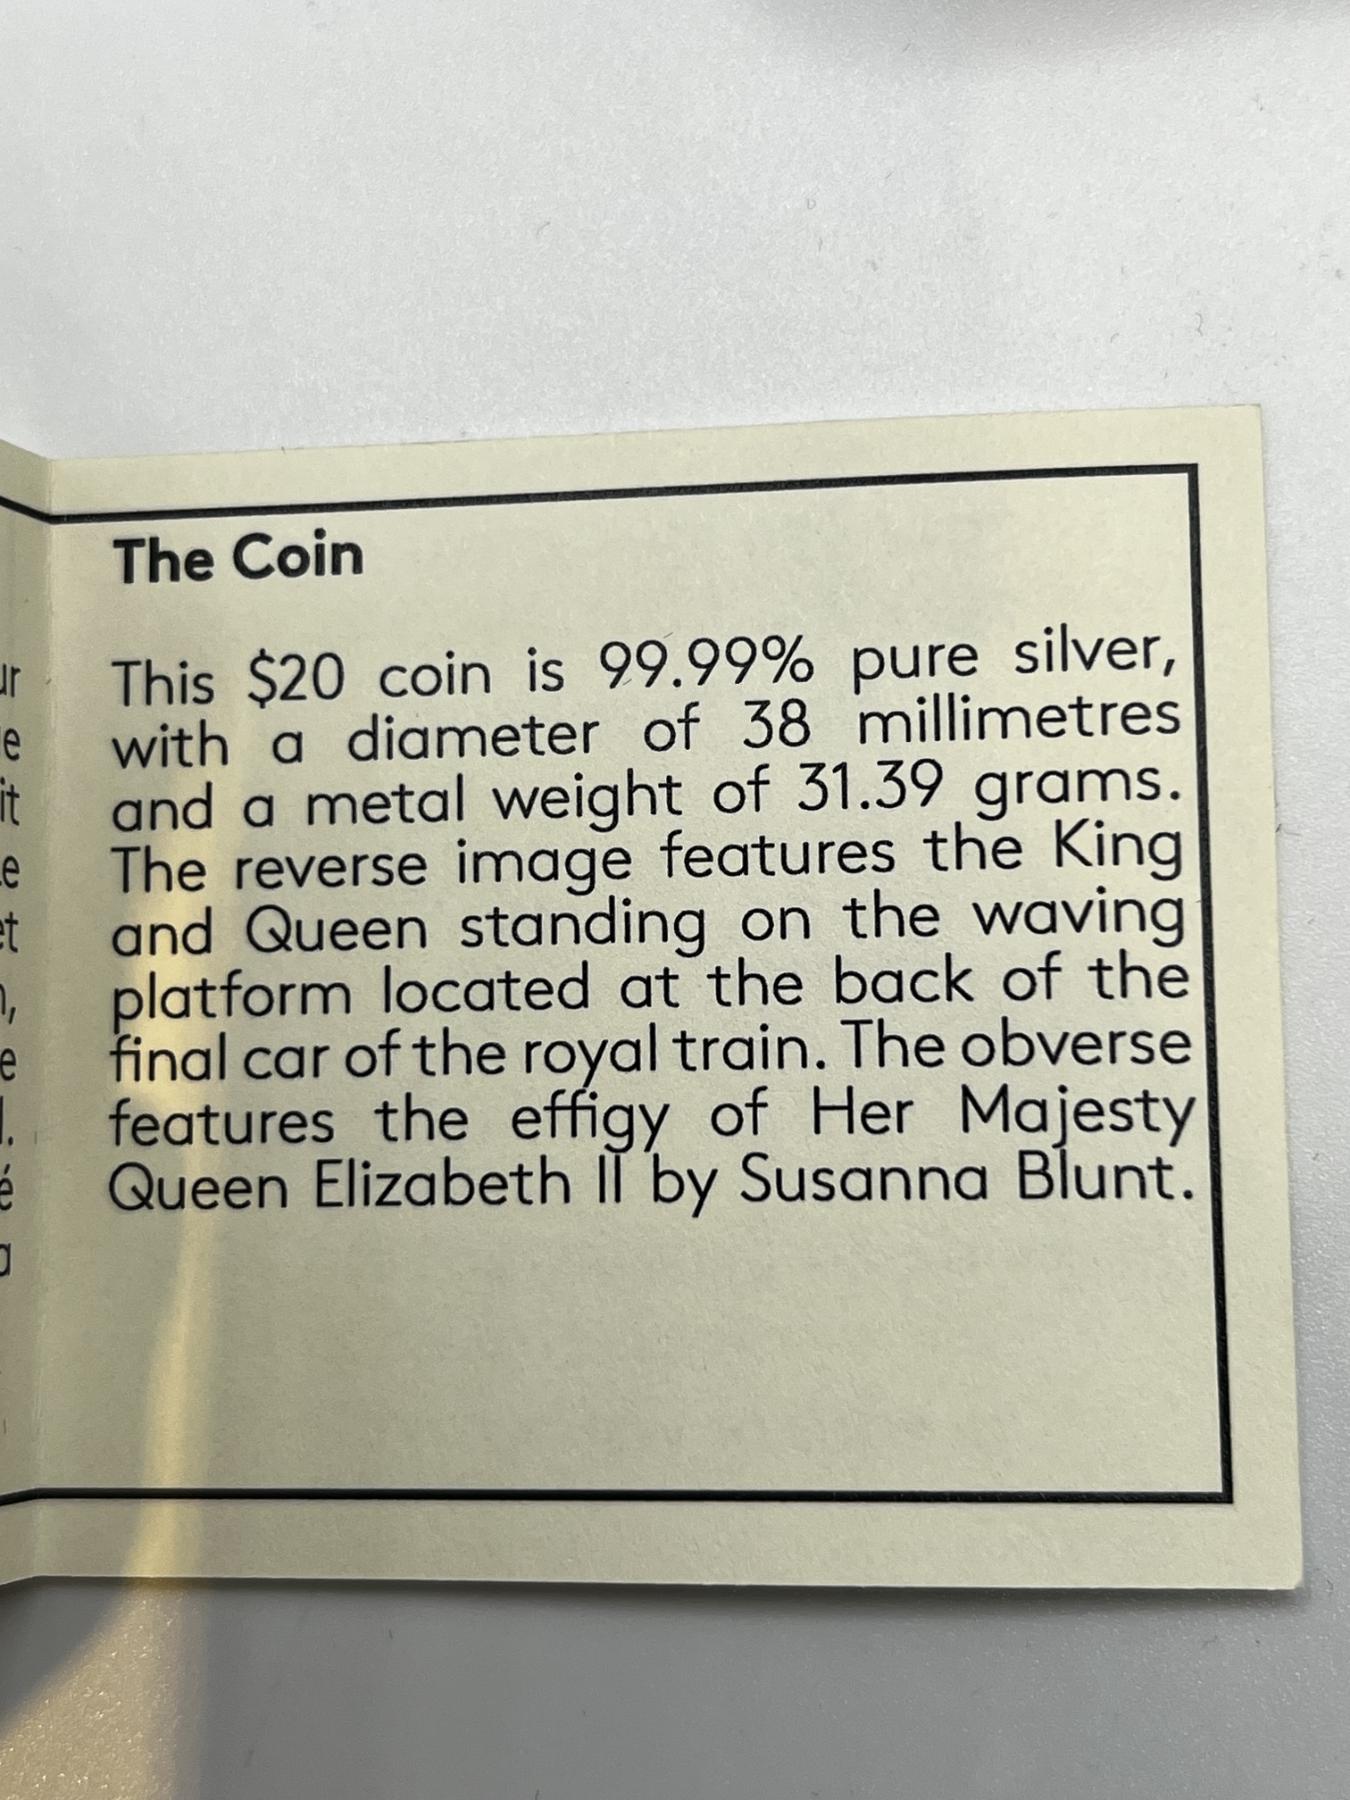 The Coin
This $20 coin is 99.99% pure silver,
with a diameter of 38 millimetres
and a metal weight of 31.39 grams.
The reverse image features the King
and Queen standing on the waving
platform located at the back of the
final car of the royal train. The obverse
features the effigy of Her Majesty
Queen Elizabeth II by Susanna Blunt.